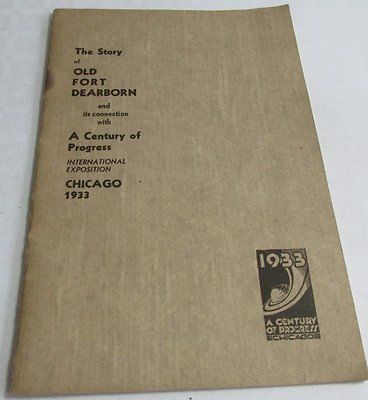 The Story
of
OLD
FORT
DEARBORN
and
its connection
with
A Century of
Progress
INTERNATIONAL
EXPOSITION
CHICAGO
1933
1933
A CENTURY
OF PROGRESS
CHICAGO